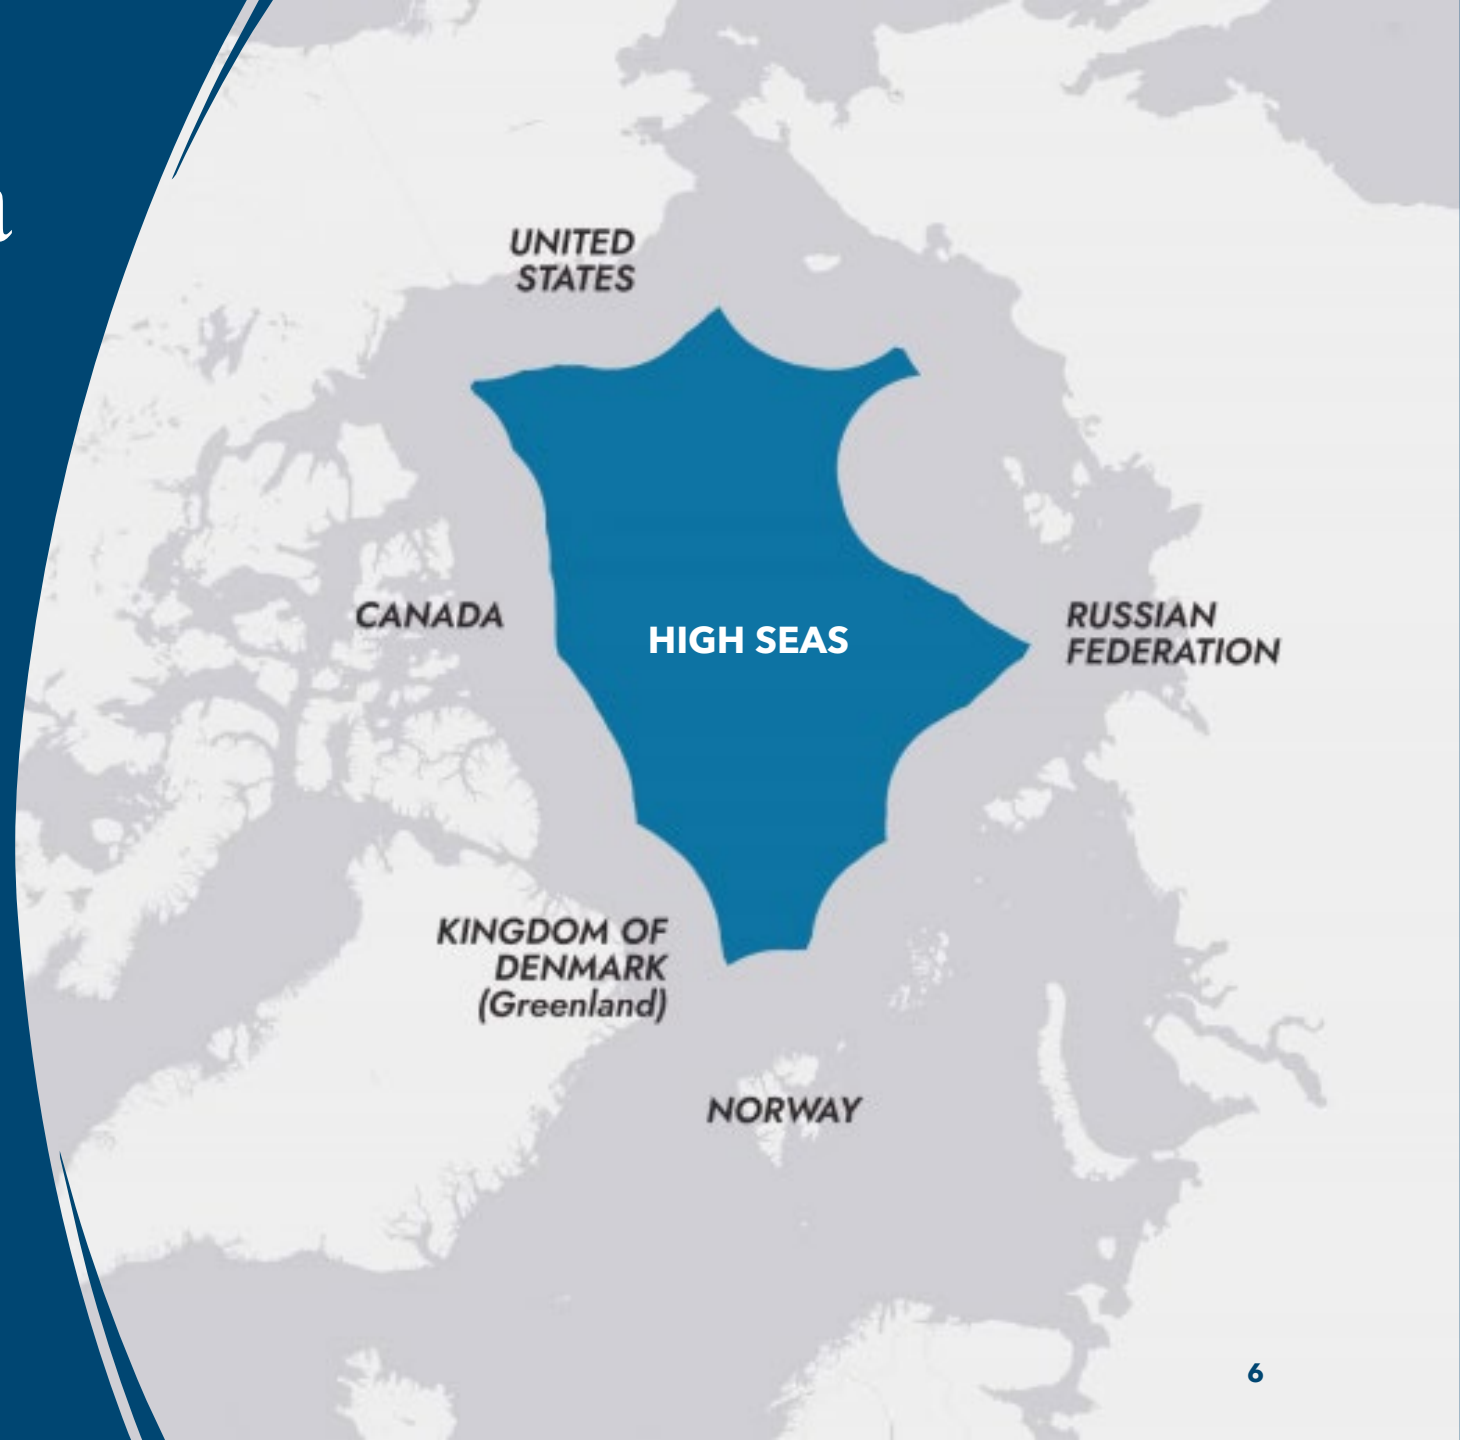 UNITED
STATES
CANADA
HIGH SEAS
RUSSIAN
FEDERATION
KINGDOM OF
DENMARK
(Greenland)
NORWAY
6